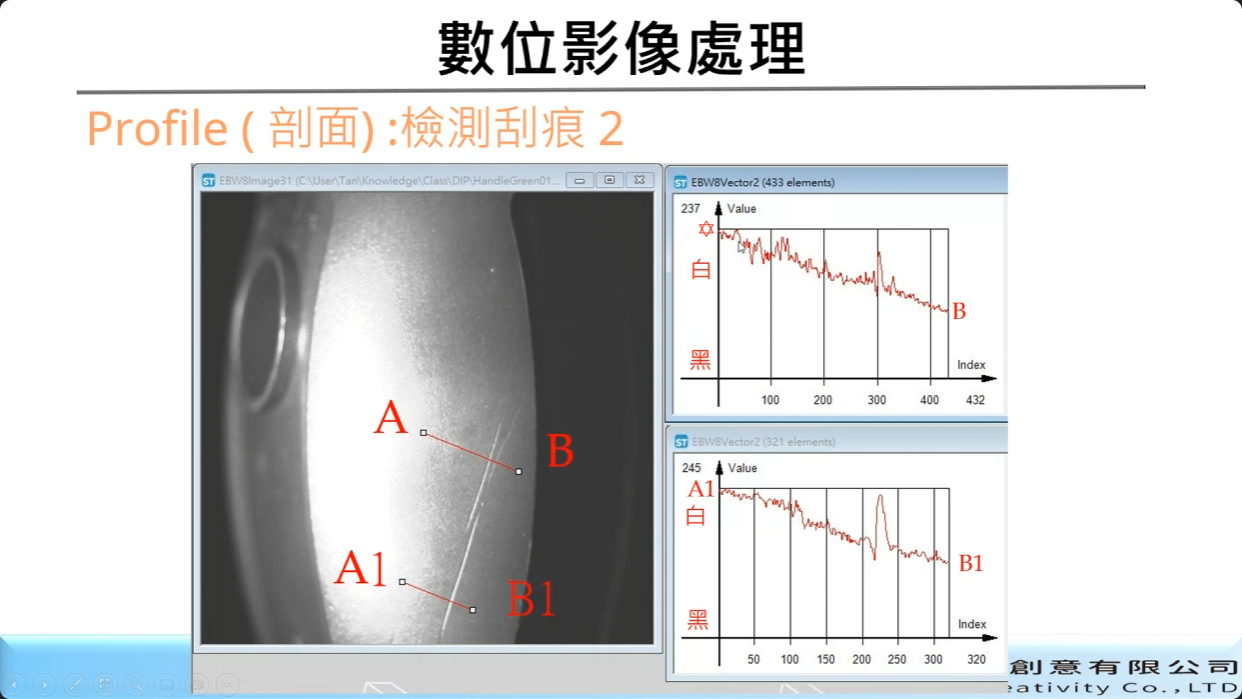 數位影像處理
Profile ( 剖面) :檢測刮痕 2
EBW8Image31 (C:\User\Tan\Knowledge\Class\DIP\HandleGreen01...
A
B
A1
B1
EBW8Vector2 (433 elements)
237 Value
白
B
黑
Index
100 200 300 400 432
EBW8Vector2 (321 elements)
245 Value
A1
白
B1
黑
Index
50 100 150 200 250 300 320
創意有限公司
eativity Co.,LTD